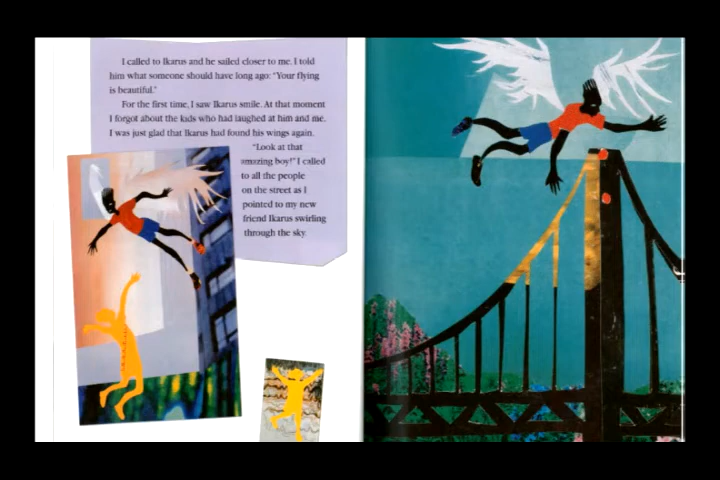 I called to Ikarus and he sailed closer to me. I told
him what someone should have long ago: "Your flying
is beautiful."
For the first time, I saw Ikarus smile. At that moment
I forgot about the kids who had laughed at him and me.
I was just glad that Ikarus had found his wings again.
"Look at that
amazing boy!" I called
to all the people
on the street as I
pointed to my new
friend Ikarus swirling
through the sky.